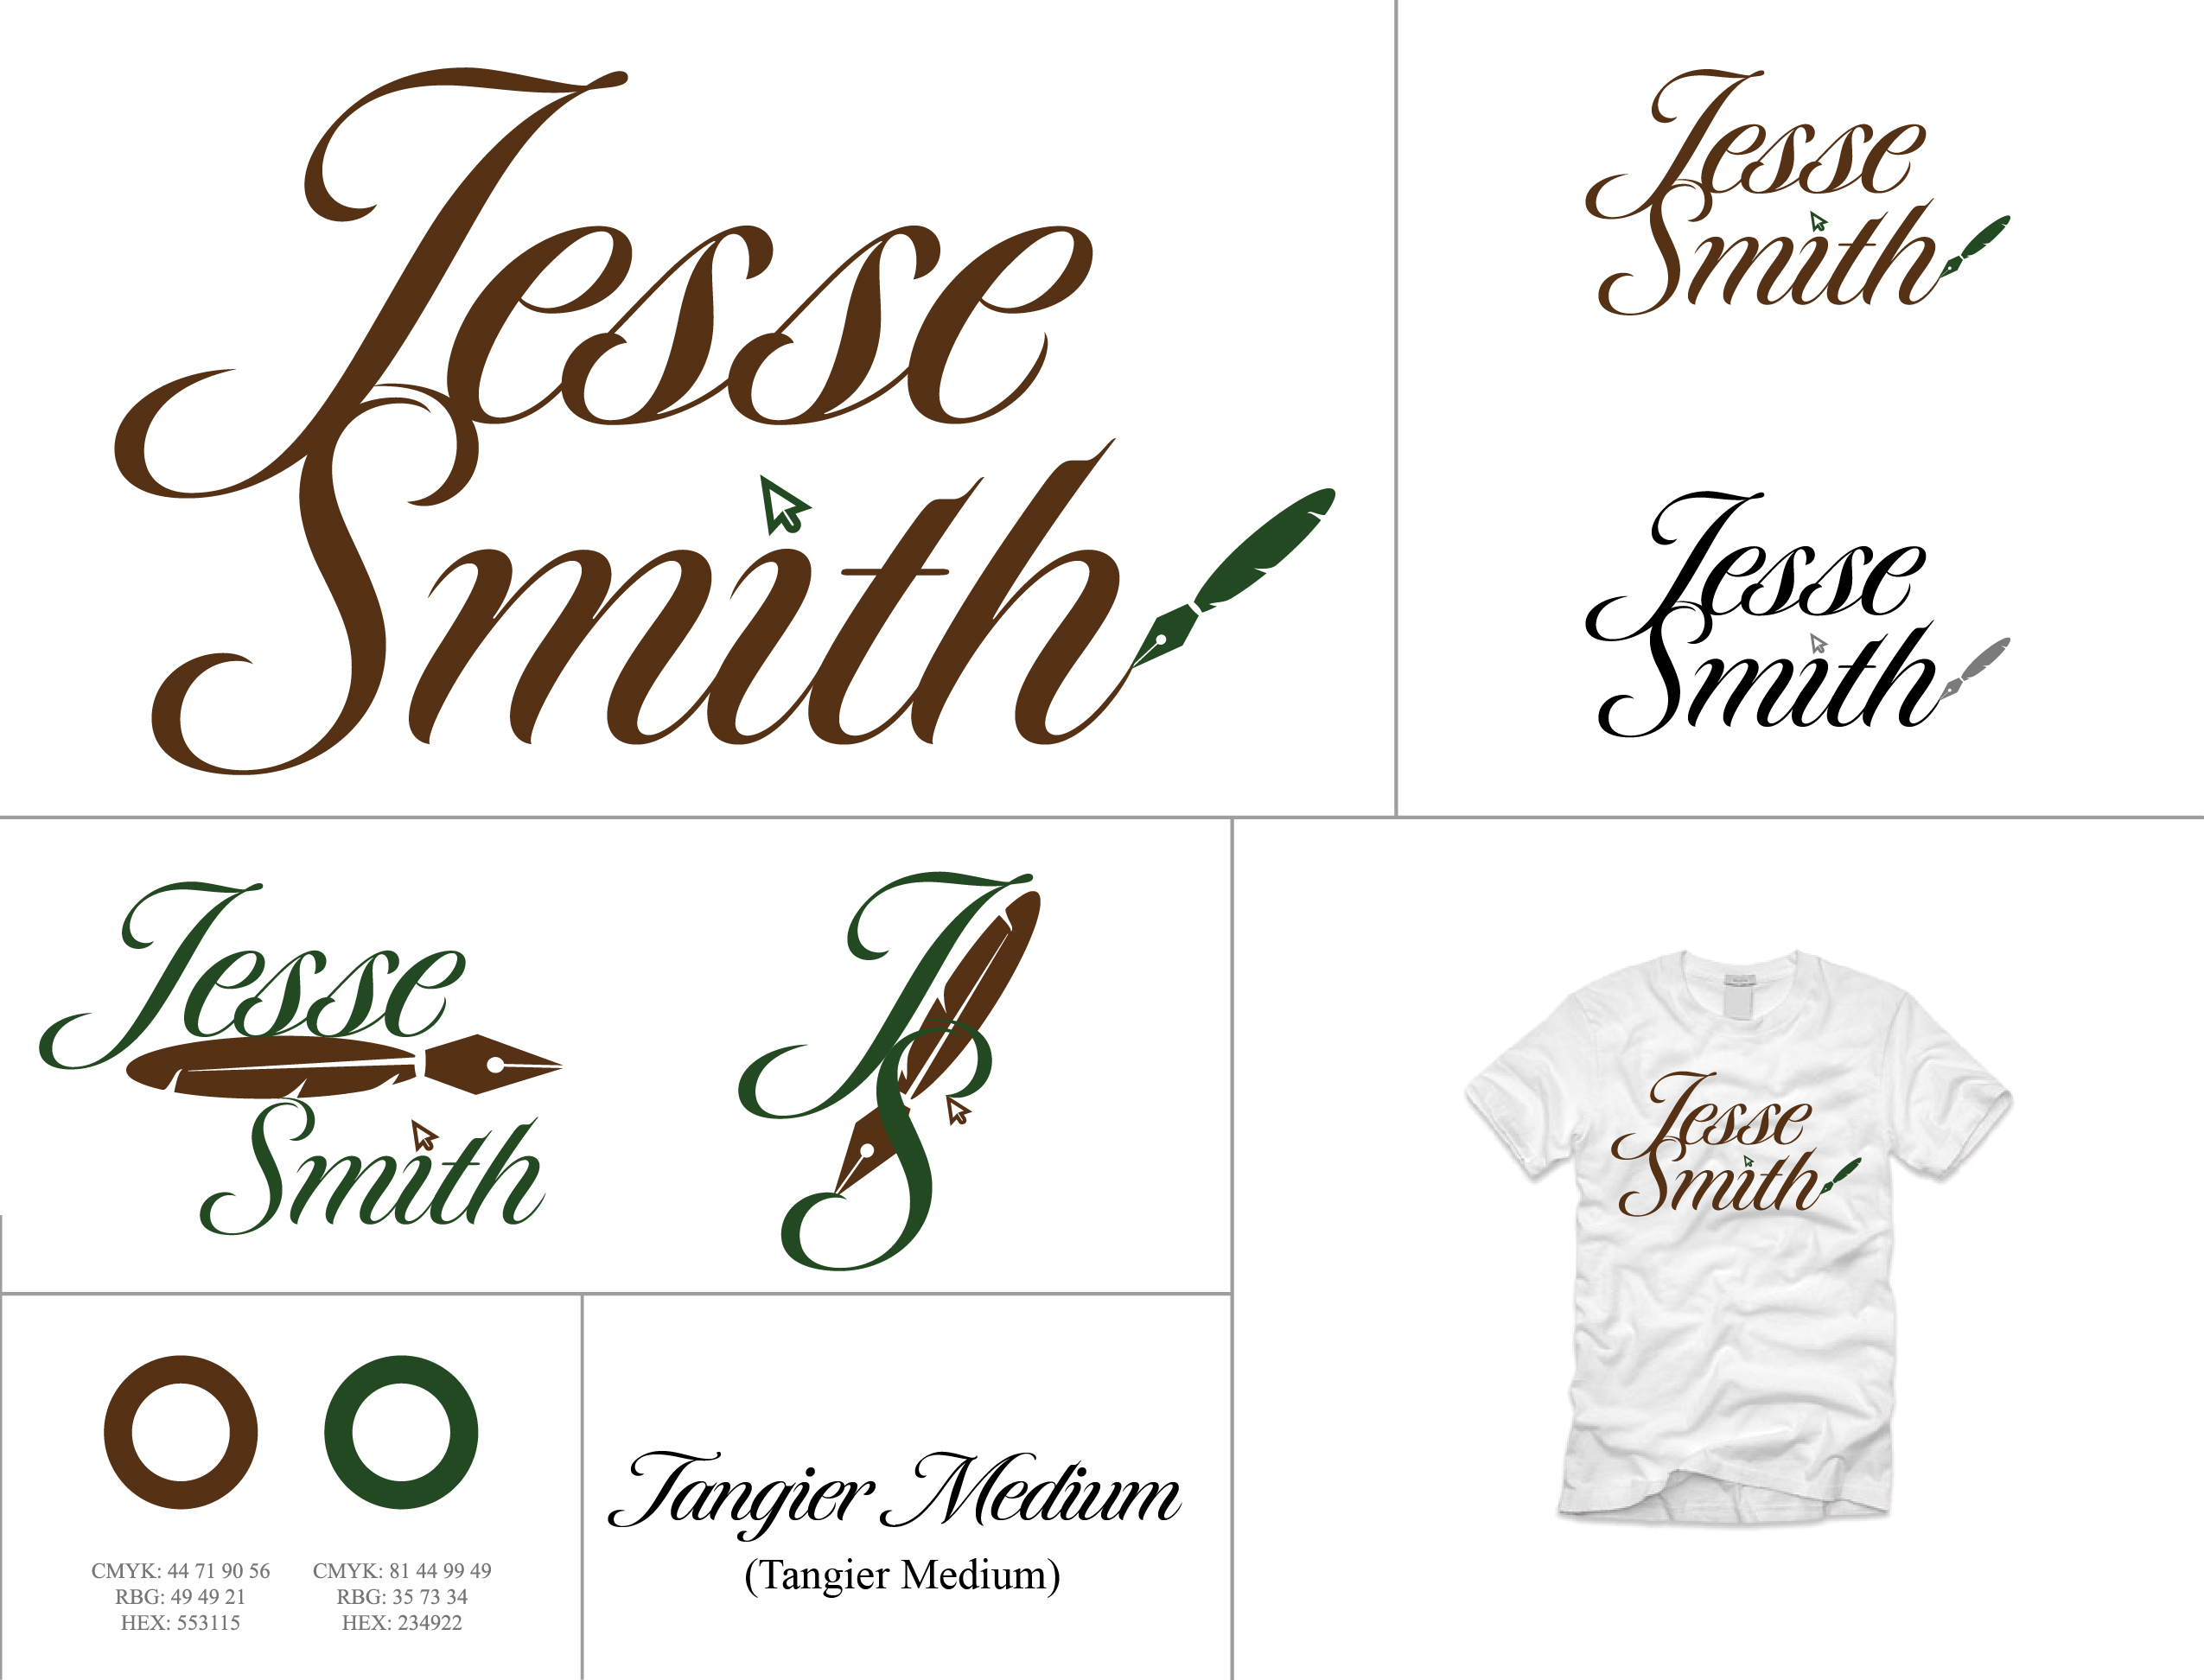 Jesse
Smith
Jesse
Smith
Jesse
Smith
Jesse
Smith
JS
CMYK: 44 71 90 56
RBG: 49 49 21
HEX: 553115
CMYK: 81 44 99 49
RBG: 35 73 34
HEX: 234922
Tangier Medium
(Tangier Medium)
Jesse
Smith